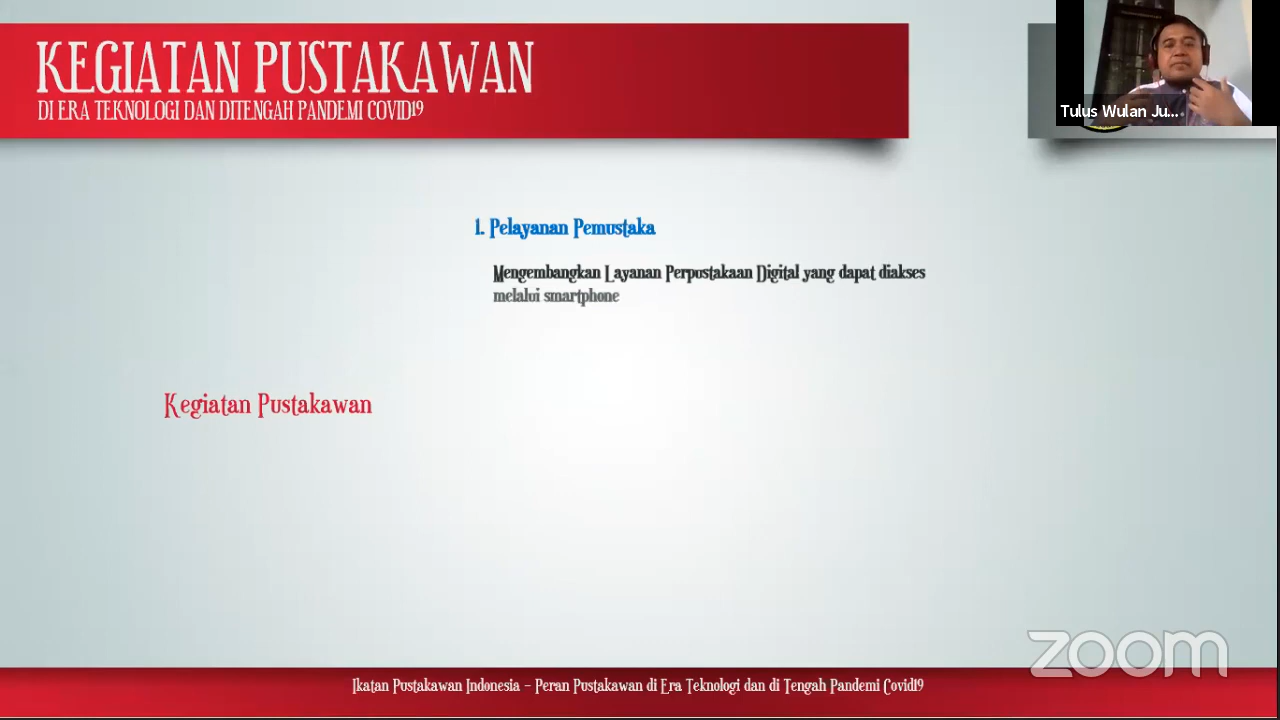 KEGIATAN PUSTAKAWAN
DI ERA TEKNOLOGI DAN DITENGAH PANDEMI COVID19
Tulus Wulan Ju...
1. Pelayanan Pemustaka
Mengembangkan Layanan Perpustakaan Digital yang dapat diakses
melalui smartphone
Kegiatan Pustakawan
zoom
Ikatan Pustakawan Indonesia – Peran Pustakawan di Era Teknologi dan di Tengah Pandemi Covid19